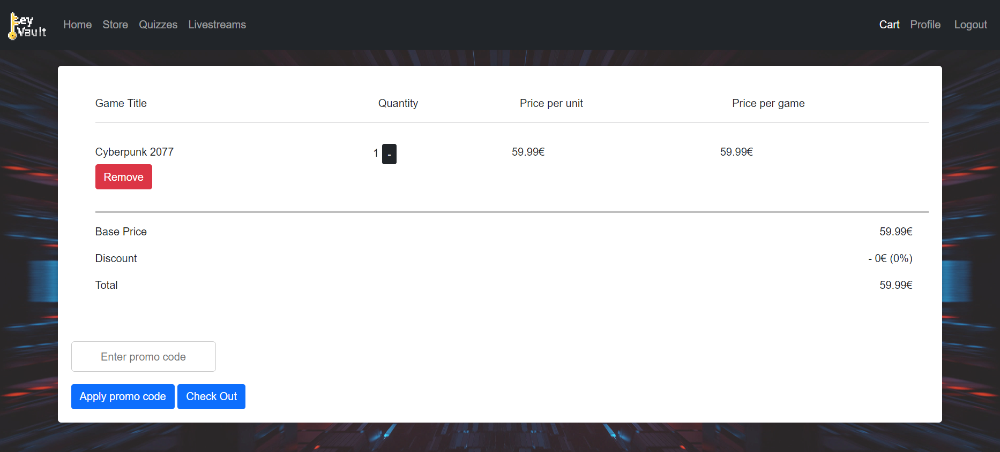 Key Vault
Home Store Quizzes Livestreams Cart Profile Logout
Game Title Quantity Price per unit Price per game
Cyberpunk 2077 1 - 59.99€ 59.99€
Remove
Base Price 59.99€
Discount - 0€ (0%)
Total 59.99€
Enter promo code
Apply promo code Check Out